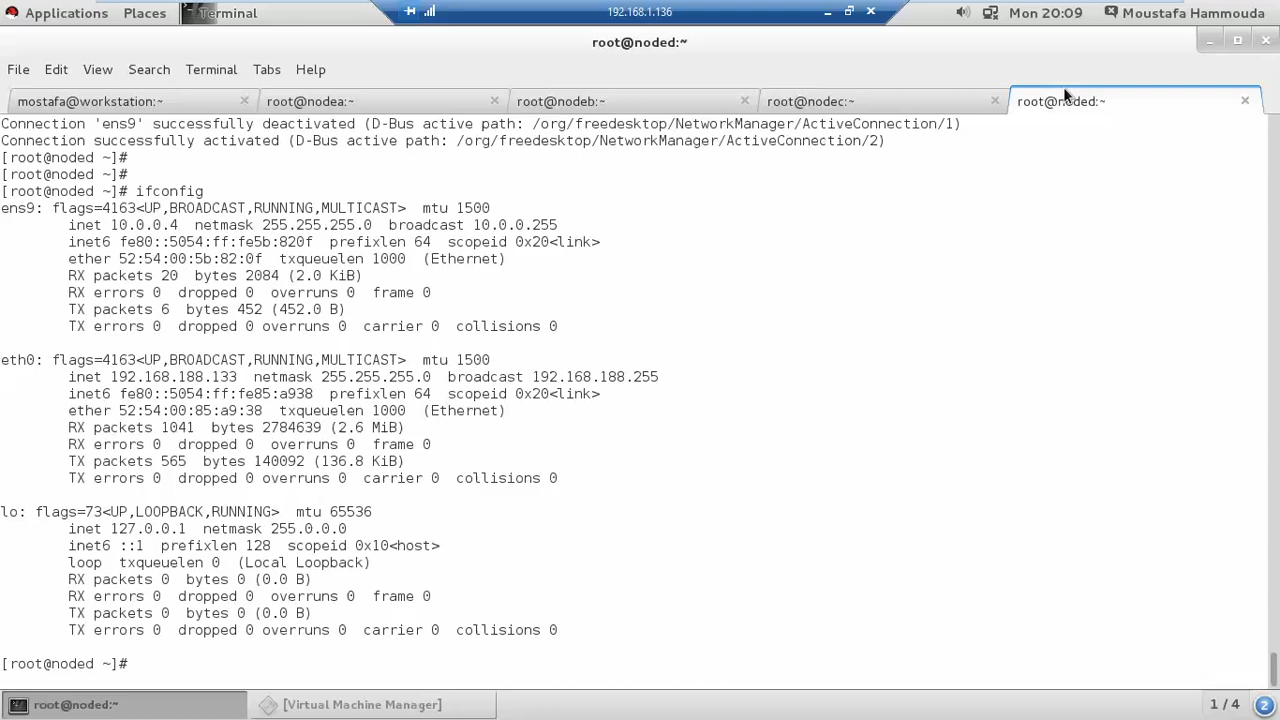 Applications Places Terminal 192.168.1.136 Mon 20:09 Moustafa Hammouda
root@noded:~
File Edit View Search Terminal Tabs Help
mostafa@workstation:~ root@nodea:~ root@nodeb:~ root@nodec:~ root@noded:~
Connection 'ens9' successfully deactivated (D-Bus active path: /org/freedesktop/NetworkManager/ActiveConnection/1)
Connection successfully activated (D-Bus active path: /org/freedesktop/NetworkManager/ActiveConnection/2)
[root@noded ~]#
[root@noded ~]#
[root@noded ~]# ifconfig
ens9: flags=4163<UP,BROADCAST,RUNNING,MULTICAST>  mtu 1500
        inet 10.0.0.4  netmask 255.255.255.0  broadcast 10.0.0.255
        inet6 fe80::5054:ff:fe5b:820f  prefixlen 64  scopeid 0x20<link>
        ether 52:54:00:5b:82:0f  txqueuelen 1000  (Ethernet)
        RX packets 20  bytes 2084 (2.0 KiB)
        RX errors 0  dropped 0  overruns 0  frame 0
        TX packets 6  bytes 452 (452.0 B)
        TX errors 0  dropped 0 overruns 0  carrier 0  collisions 0
eth0: flags=4163<UP,BROADCAST,RUNNING,MULTICAST>  mtu 1500
        inet 192.168.188.133  netmask 255.255.255.0  broadcast 192.168.188.255
        inet6 fe80::5054:ff:fe85:a938  prefixlen 64  scopeid 0x20<link>
        ether 52:54:00:85:a9:38  txqueuelen 1000  (Ethernet)
        RX packets 1041  bytes 2784639 (2.6 MiB)
        RX errors 0  dropped 0  overruns 0  frame 0
        TX packets 565  bytes 140092 (136.8 KiB)
        TX errors 0  dropped 0 overruns 0  carrier 0  collisions 0
lo: flags=73<UP,LOOPBACK,RUNNING>  mtu 65536
        inet 127.0.0.1  netmask 255.0.0.0
        inet6 ::1  prefixlen 128  scopeid 0x10<host>
        loop  txqueuelen 0  (Local Loopback)
        RX packets 0  bytes 0 (0.0 B)
        RX errors 0  dropped 0  overruns 0  frame 0
        TX packets 0  bytes 0 (0.0 B)
        TX errors 0  dropped 0 overruns 0  carrier 0  collisions 0
[root@noded ~]#
root@noded:~ [Virtual Machine Manager] 1 / 4 2